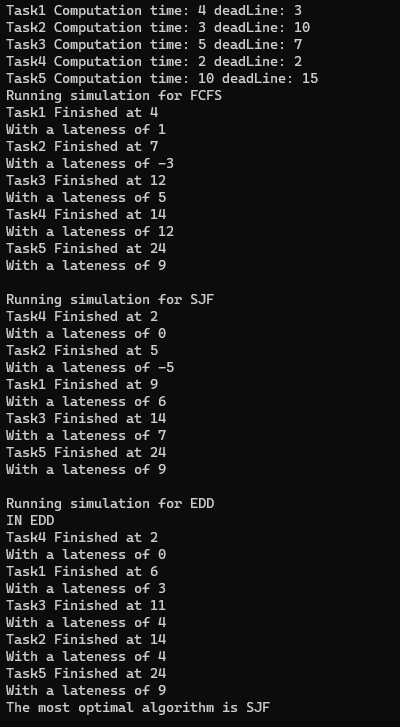 Task1 Computation time: 4 deadLine: 3
Task2 Computation time: 3 deadLine: 10
Task3 Computation time: 5 deadLine: 7
Task4 Computation time: 2 deadLine: 2
Task5 Computation time: 10 deadLine: 15
Running simulation for FCFS
Task1 Finished at 4
With a lateness of 1
Task2 Finished at 7
With a lateness of -3
Task3 Finished at 12
With a lateness of 5
Task4 Finished at 14
With a lateness of 12
Task5 Finished at 24
With a lateness of 9

Running simulation for SJF
Task4 Finished at 2
With a lateness of 0
Task2 Finished at 5
With a lateness of -5
Task1 Finished at 9
With a lateness of 6
Task3 Finished at 14
With a lateness of 7
Task5 Finished at 24
With a lateness of 9

Running simulation for EDD
IN EDD
Task4 Finished at 2
With a lateness of 0
Task1 Finished at 6
With a lateness of 3
Task3 Finished at 11
With a lateness of 4
Task2 Finished at 14
With a lateness of 4
Task5 Finished at 24
With a lateness of 9
The most optimal algorithm is SJF